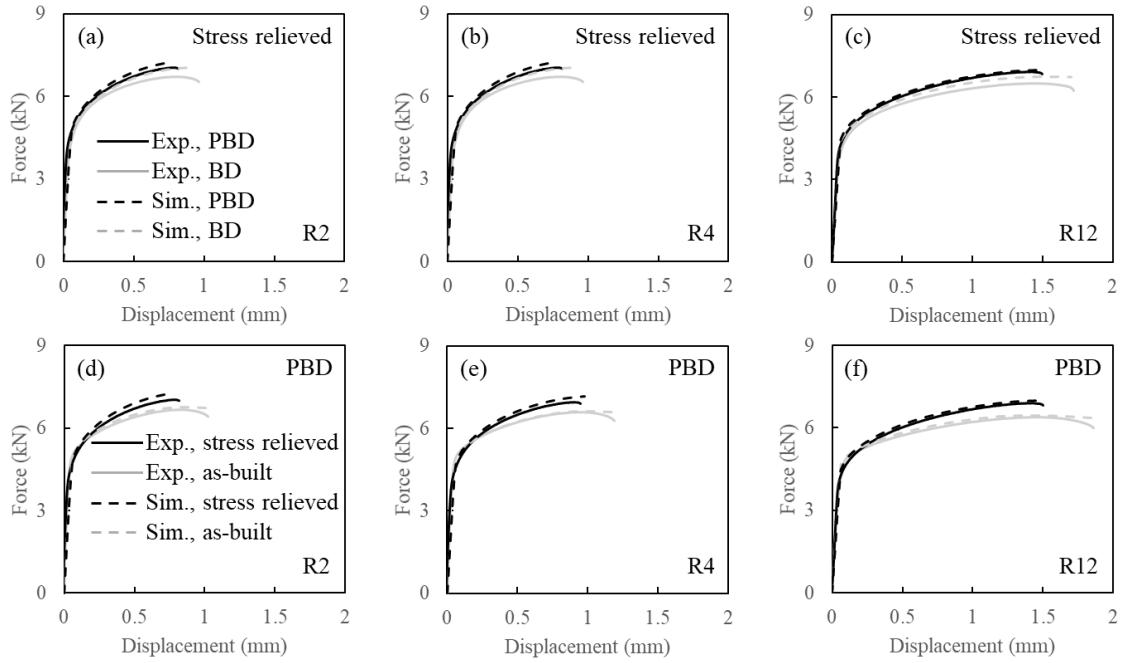 9
(a)
Stress relieved
6
Force (kN)
Exp., PBD
Exp., BD
3
Sim., PBD
Sim., BD
R2
0
0 0.5 1 1.5 2
Displacement (mm)
9
(b)
Stress relieved
6
Force (kN)
3
R4
0
0 0.5 1 1.5 2
Displacement (mm)
9
(c)
Stress relieved
6
Force (kN)
3
R12
0
0 0.5 1 1.5 2
Displacement (mm)
9
(d)
PBD
6
Force (kN)
Exp., stress relieved
Exp., as-built
3
Sim., stress relieved
Sim., as-built
R2
0
0 0.5 1 1.5 2
Displacement (mm)
9
(e)
PBD
6
Force (kN)
3
R4
0
0 0.5 1 1.5 2
Displacement (mm)
9
(f)
PBD
6
Force (kN)
3
R12
0
0 0.5 1 1.5 2
Displacement (mm)